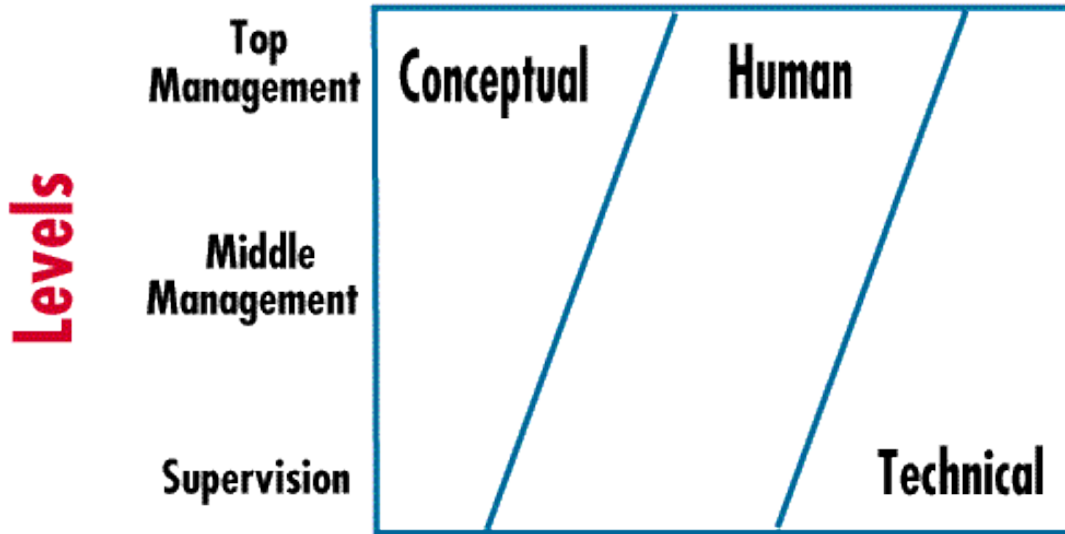 Top
Management
Conceptual
Human
Levels
Middle
Management
Supervision
Technical